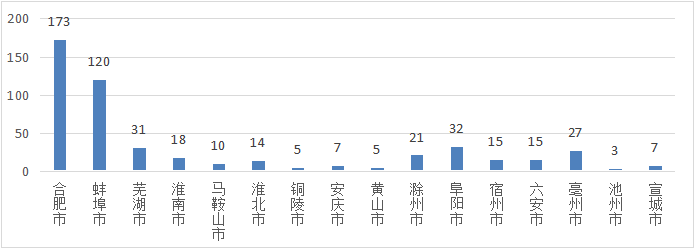 200
150
100
50
0
173
120
31
18
10
14
5
7
5
21
32
15
15
27
3
7
合肥市
蚌埠市
芜湖市
淮南市
马鞍山市
淮北市
铜陵市
安庆市
黄山市
滁州市
阜阳市
宿州市
六安市
亳州市
池州市
宣城市